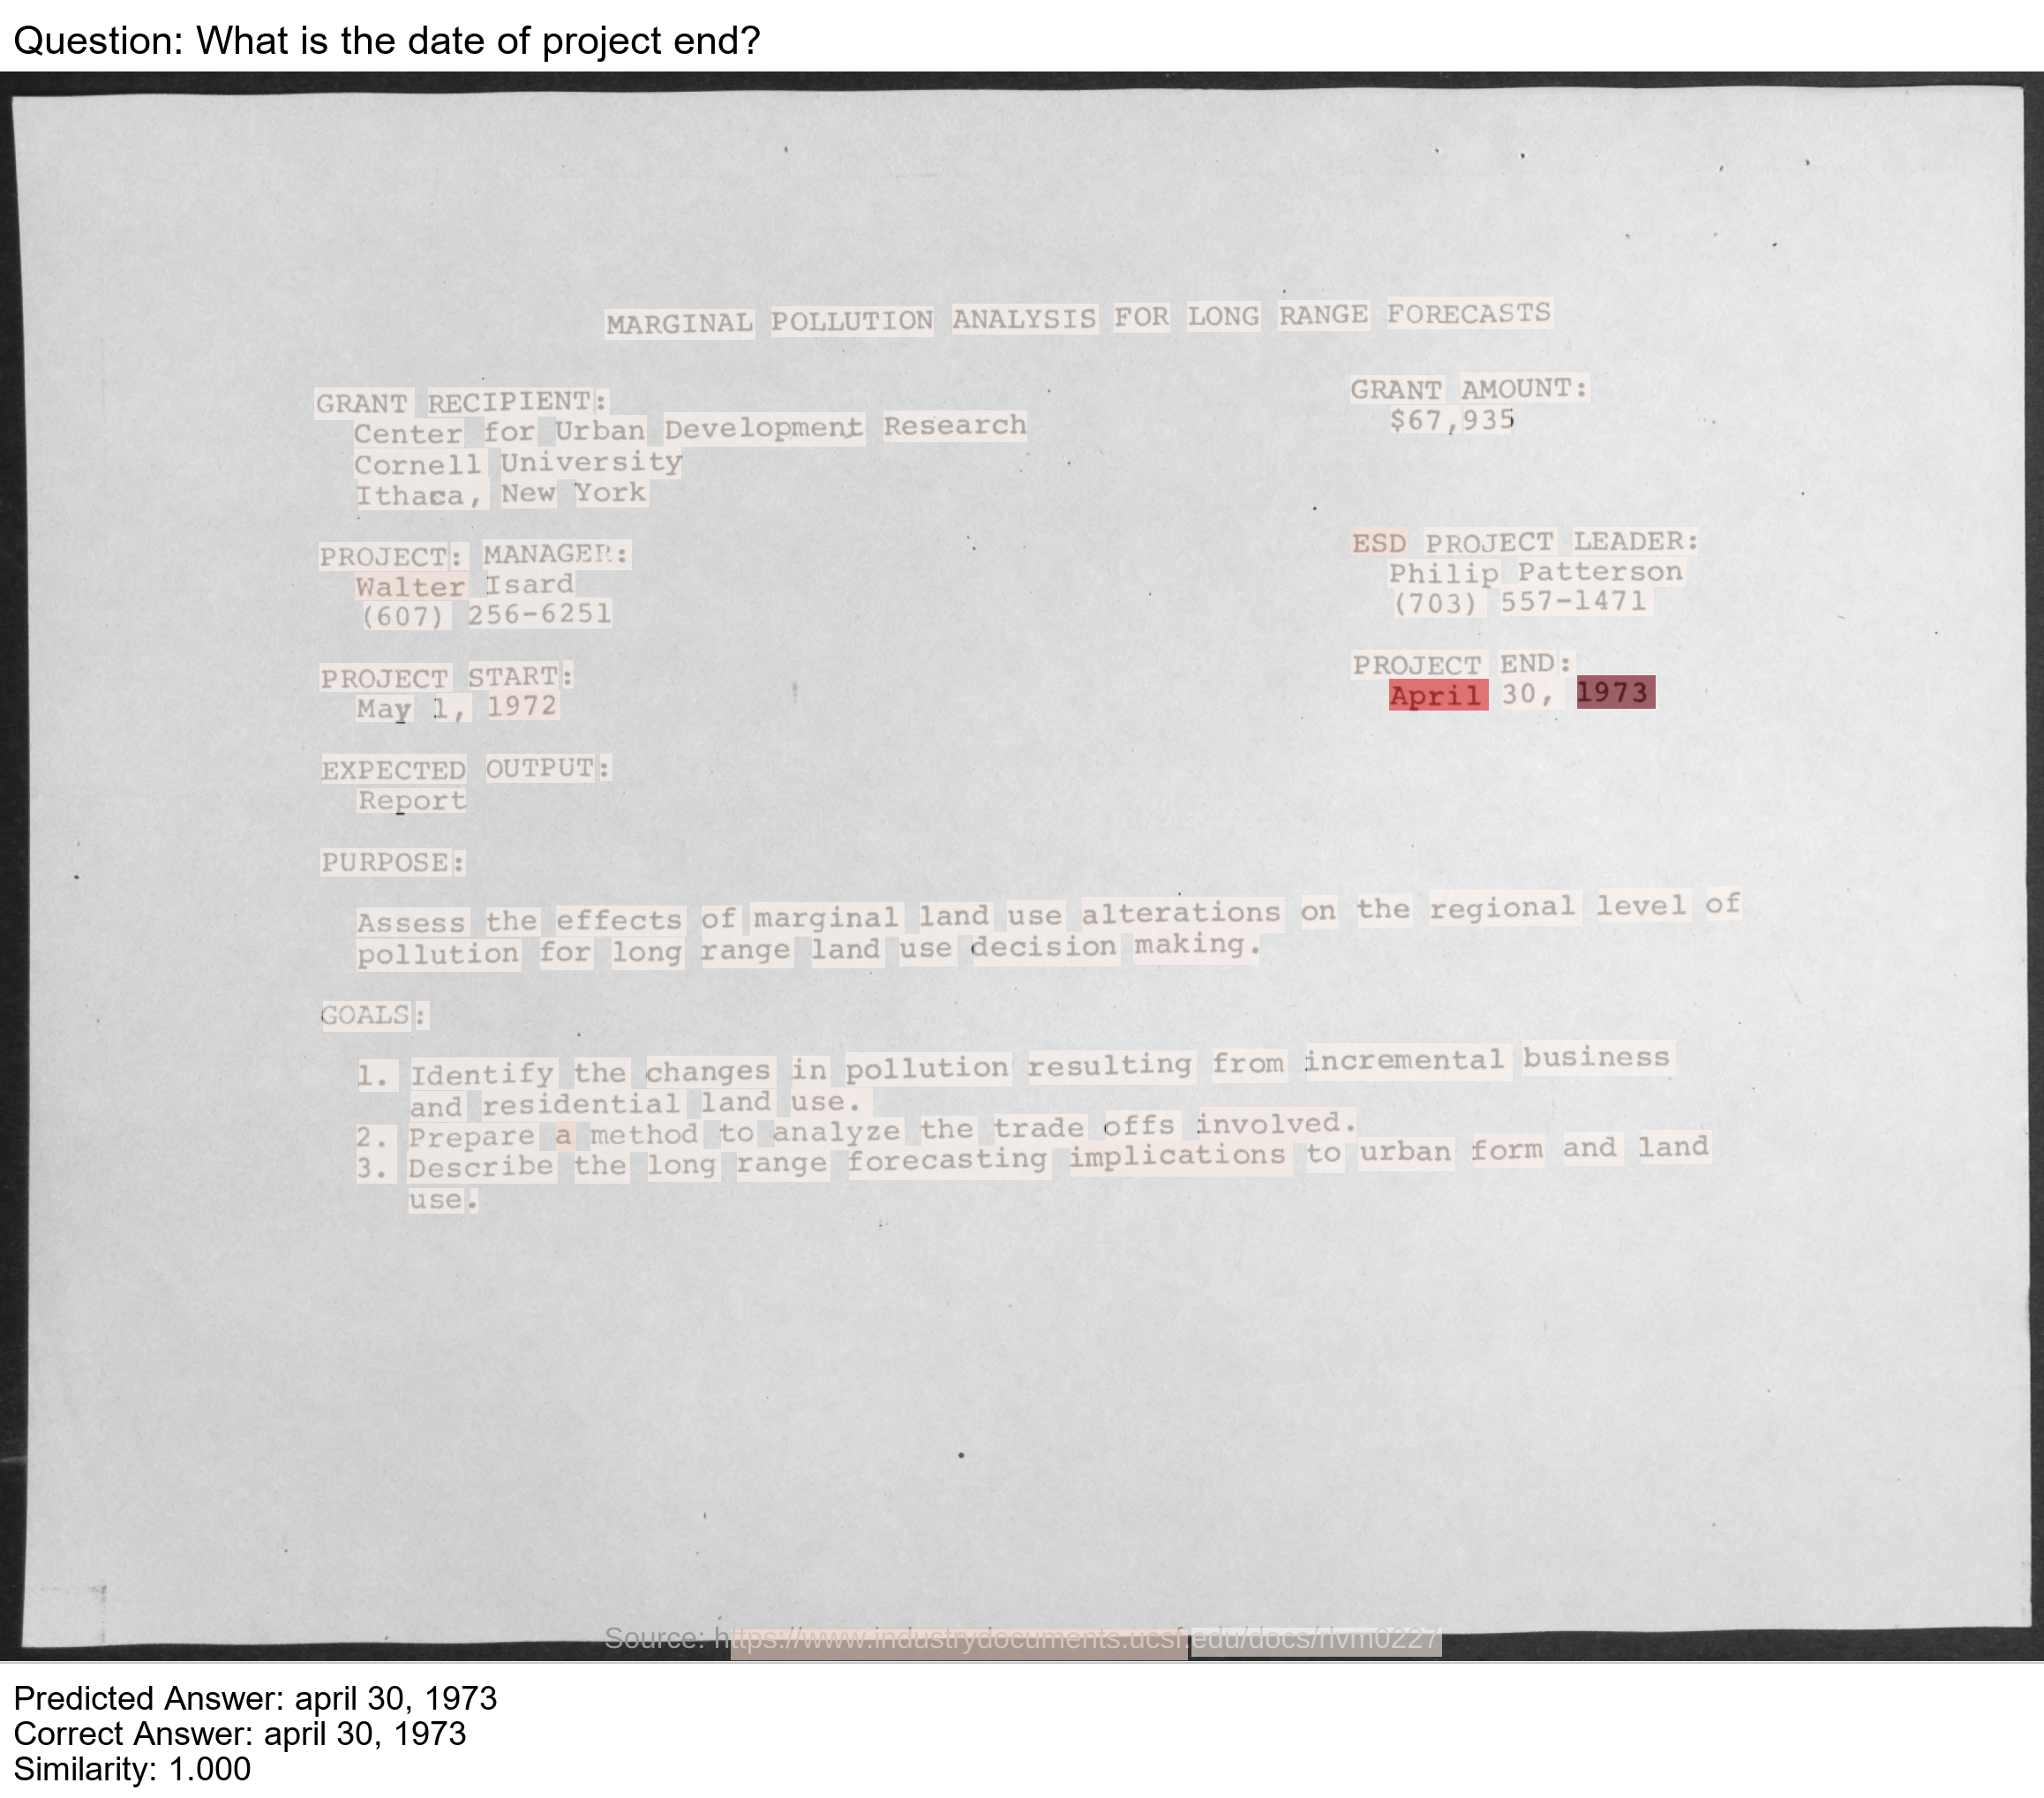 Question: What is the date of project end?
MARGINAL POLLUTION ANALYSIS FOR LONG RANGE FORECASTS
GRANT RECIPIENT:
Center for Urban Development Research
Cornell University
Ithaca, New York
GRANT AMOUNT:
$67,935
PROJECT: MANAGER:
Walter Isard
(607) 256-6251
ESD PROJECT LEADER:
Philip Patterson
(703) 557-1471
PROJECT START:
May 1, 1972
PROJECT END:
April 30, 1973
EXPECTED OUTPUT:
Report
PURPOSE:
Assess the effects of marginal land use alterations on the regional level of
pollution for long range land use decision making.
GOALS:
1. Identify the changes in pollution resulting from incremental business
and residential land use.
2. Prepare a method to analyze the trade offs involved.
3. Describe the long range forecasting implications to urban form and land
use.
Source: https://www.industrydocuments.ucsf.edu/docs/rlvm0227
Predicted Answer: april 30, 1973
Correct Answer: april 30, 1973
Similarity: 1.000